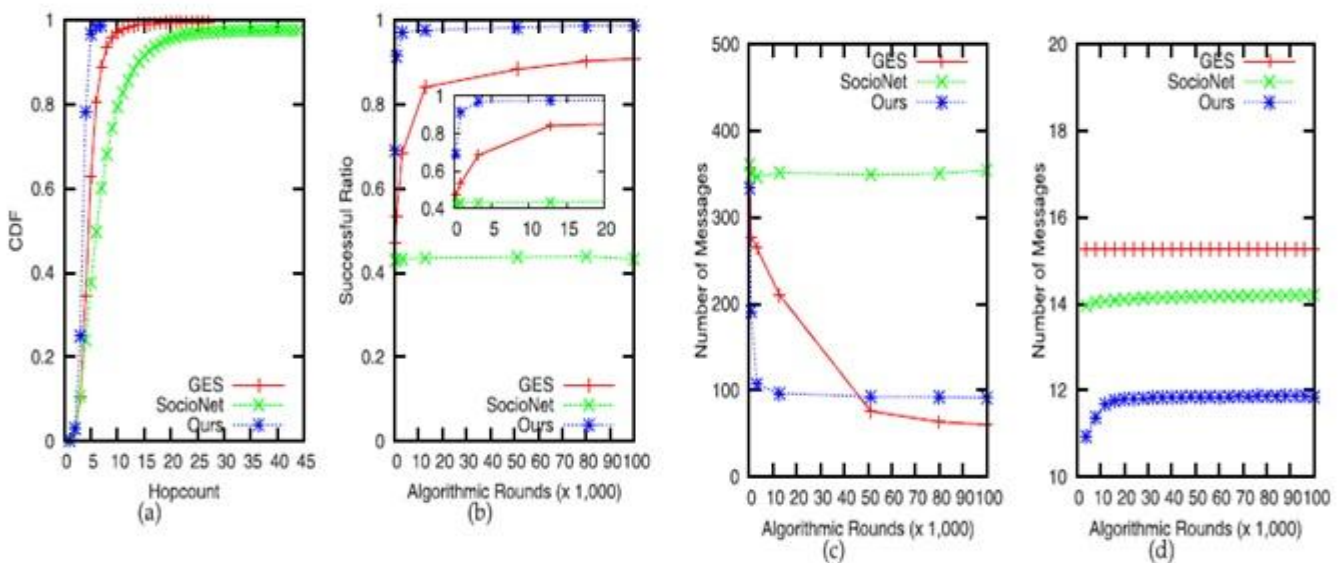 CDF
1
0.8
0.6
0.4
0.2
0
GES
SocioNet
Ours
0 5 10 15 20 25 30 35 40 45
Hopcount
(a)
Successful Ratio
1
0.8
0.6
0.4
0.2
0
1
0.8
0.6
0.4
0 5 10 15 20
GES
SocioNet
Ours
0 10 20 30 40 50 60 70 80 90 100
Algorithmic Rounds (x 1,000)
(b)
Number of Messages
500
400
350
300
200
100
0
GES
SocioNet
Ours
0 10 20 30 40 50 60 70 80 90 100
Algorithmic Rounds (x 1,000)
(c)
Number of Messages
20
18
16
14
12
10
GES
SocioNet
Ours
0 10 20 30 40 50 60 70 80 90 100
Algorithmic Rounds (x 1,000)
(d)